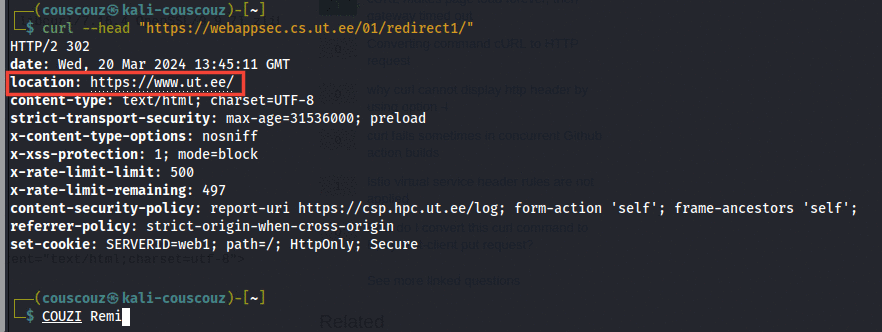 ┌──(couscouz㉿kali-couscouz)-[~]
└─$ curl --head "https://webappsec.cs.ut.ee/01/redirect1/"
HTTP/2 302
date: Wed, 20 Mar 2024 13:45:11 GMT
location: https://www.ut.ee/
content-type: text/html; charset=UTF-8
strict-transport-security: max-age=31536000; preload
x-content-type-options: nosniff
x-xss-protection: 1; mode=block
x-rate-limit-limit: 500
x-rate-limit-remaining: 497
content-security-policy: report-uri https://csp.hpc.ut.ee/log; form-action 'self'; frame-ancestors 'self';
referrer-policy: strict-origin-when-cross-origin
set-cookie: SERVERID=web1; path=/; HttpOnly; Secure
┌──(couscouz㉿kali-couscouz)-[~]
└─$ COUZI Remi
Related